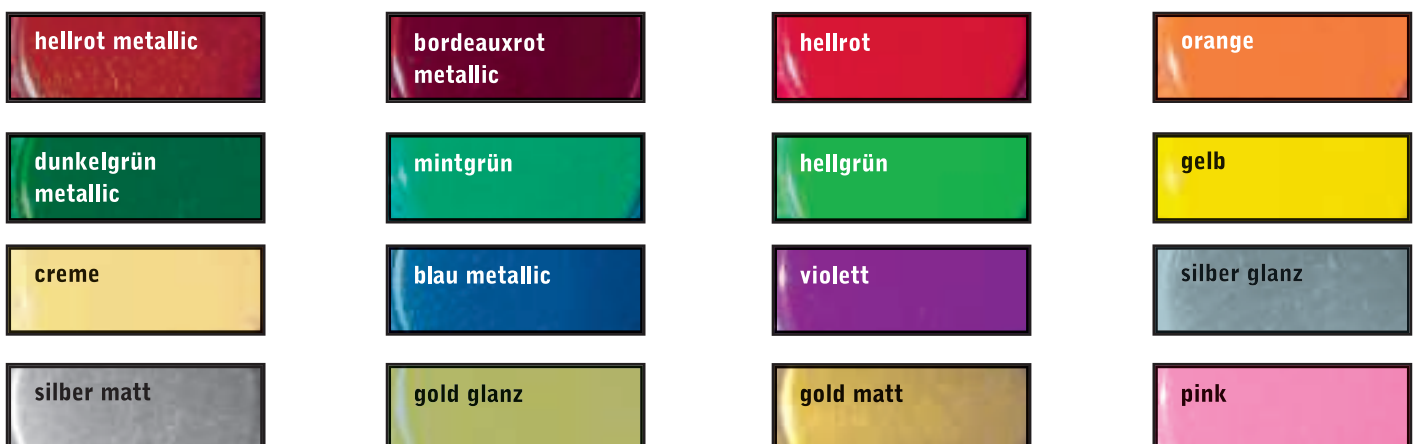 hellrot metallic
bordeauxrot
metallic
hellrot
orange
dunkelgrün
metallic
mintgrün
hellgrün
gelb
creme
blau metallic
violett
silber glanz
silber matt
gold glanz
gold matt
pink